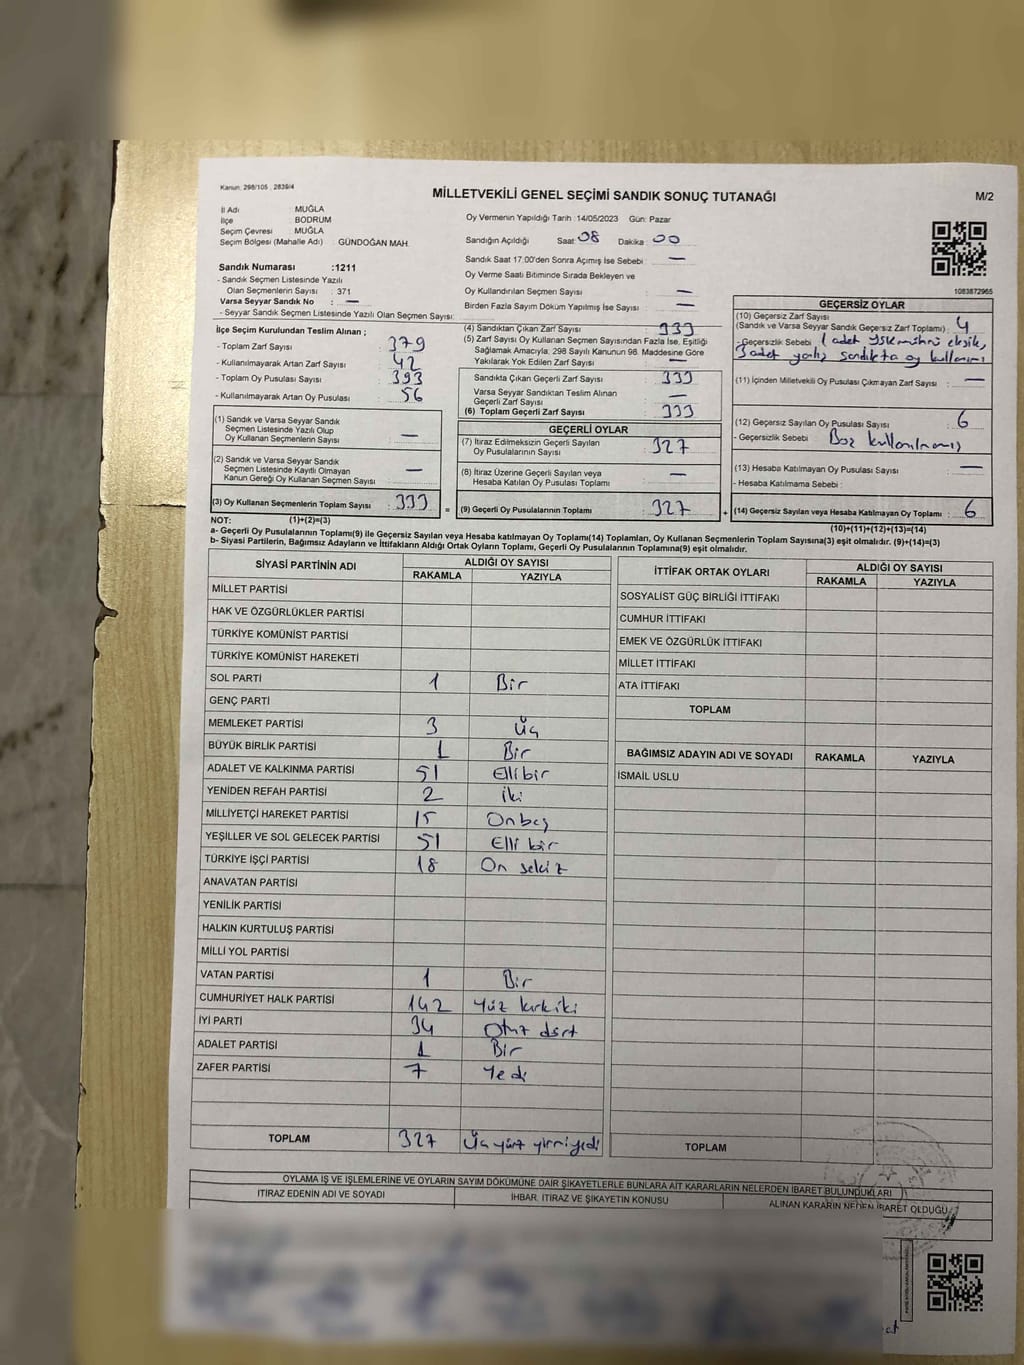 Kanun: 298/105 , 2839/4
MİLLETVEKİLİ GENEL SEÇİMİ SANDIK SONUÇ TUTANAĞI
M/2
İl Adı : MUĞLA
İlçe : BODRUM
Seçim Çevresi : MUĞLA
Seçim Bölgesi (Mahalle Adı) : GÜNDOĞAN MAH.
Sandık Numarası :1211
- Sandık Seçmen Listesinde Yazılı
Olan Seçmenlerin Sayısı : 371
Varsa Seyyar Sandık No : —
- Seyyar Sandık Seçmen Listesinde Yazılı Olan Seçmen Sayısı:
Oy Vermenin Yapıldığı Tarih :14/05/2023 Gün: Pazar
Sandığın Açıldığı Saat: 08 Dakika: 00
Sandık Saat 17.00'den Sonra Açımış İse Sebebi : —
Oy Verme Saati Bitiminde Sırada Bekleyen ve
Oy Kullandırılan Seçmen Sayısı : —
Birden Fazla Sayım Döküm Yapılmış İse Sayısı : —
1083872965
İlçe Seçim Kurulundan Teslim Alınan ;
- Toplam Zarf Sayısı : 379
- Kullanılmayarak Artan Zarf Sayısı : 42
- Toplam Oy Pusulası Sayısı : 393
- Kullanılmayarak Artan Oy Pusulası : 56
(1) Sandık ve Varsa Seyyar Sandık
Seçmen Listesinde Yazılı Olup
Oy Kullanan Seçmenlerin Sayısı : —
(2) Sandık ve Varsa Seyyar Sandık
Seçmen Listesinde Kayıtlı Olmayan
Kanun Gereği Oy Kullanan Seçmen Sayısı : —
(3) Oy Kullanan Seçmenlerin Toplam Sayısı : 333
(4) Sandıktan Çıkan Zarf Sayısı : 333
(5) Zarf Sayısı Oy Kullanan Seçmen Sayısından Fazla İse, Eşitliği
Sağlamak Amacıyla, 298 Sayılı Kanunun 98. Maddesine Göre
Yakılarak Yok Edilen Zarf Sayısı : —
Sandıkta Çıkan Geçerli Zarf Sayısı : 333
Varsa Seyyar Sandıktan Teslim Alınan
Geçerli Zarf Sayısı : —
(6) Toplam Geçerli Zarf Sayısı : 333
GEÇERLİ OYLAR
(7) İtiraz Edilmeksizin Geçerli Sayılan
Oy Pusulalarının Sayısı : 327
(8) İtiraz Üzerine Geçerli Sayılan veya
Hesaba Katılan Oy Pusulası Toplamı : —
= (9) Geçerli Oy Pusulalarının Toplamı : 327 +
GEÇERSİZ OYLAR
(10) Geçersiz Zarf Sayısı
(Sandık ve Varsa Seyyar Sandık Geçersiz Zarf Toplamı) : 4
-Geçersizlik Sebebi : 1 adet YSK mührü eksik,
3 adet yanlış sandıkta oy kullanımı
(11) İçinden Milletvekili Oy Pusulası Çıkmayan Zarf Sayısı : —
(12) Geçersiz Sayılan Oy Pusulası Sayısı : 6
- Geçersizlik Sebebi : Boş kullanılmamış
(13) Hesaba Katılmayan Oy Pusulası Sayısı : —
- Hesaba Katılmama Sebebi :
(14) Geçersiz Sayılan veya Hesaba Katılmayan Oy Toplamı : 6
NOT: (1)+(2)=(3)
(10)+(11)+(12)+(13)=(14)
a- Geçerli Oy Pusulalarının Toplamı(9) ile Geçersiz Sayılan veya Hesaba katılmayan Oy Toplamı(14) Toplamları, Oy Kullanan Seçmenlerin Toplam Sayısına(3) eşit olmalıdır. (9)+(14)=(3)
b- Siyasi Partilerin, Bağımsız Adayların ve İttifakların Aldığı Ortak Oyların Toplamı, Geçerli Oy Pusulalarının Toplamına(9) eşit olmalıdır.
SİYASİ PARTİNİN ADI ALDIĞI OY SAYISI
RAKAMLA YAZIYLA
MİLLET PARTİSİ
HAK VE ÖZGÜRLÜKLER PARTİSİ
TÜRKİYE KOMÜNİST PARTİSİ
TÜRKİYE KOMÜNİST HAREKETİ
SOL PARTİ 1 Bir
GENÇ PARTİ
MEMLEKET PARTİSİ 3 Üç
BÜYÜK BİRLİK PARTİSİ 1 Bir
ADALET VE KALKINMA PARTİSİ 51 Ellibir
YENİDEN REFAH PARTİSİ 2 iki
MİLLİYETÇİ HAREKET PARTİSİ 15 Onbeş
YEŞİLLER VE SOL GELECEK PARTİSİ 51 Elli bir
TÜRKİYE İŞÇİ PARTİSİ 18 On sekiz
ANAVATAN PARTİSİ
YENİLİK PARTİSİ
HALKIN KURTULUŞ PARTİSİ
MİLLİ YOL PARTİSİ
VATAN PARTİSİ 1 Bir
CUMHURİYET HALK PARTİSİ 142 Yüz kırkiki
İYİ PARTİ 34 Otuz dört
ADALET PARTİSİ 1 Bir
ZAFER PARTİSİ 7 Yedi
TOPLAM 327 Üç yüz yirmiyedi
İTTİFAK ORTAK OYLARI ALDIĞI OY SAYISI
RAKAMLA YAZIYLA
SOSYALİST GÜÇ BİRLİĞİ İTTİFAKI
CUMHUR İTTİFAKI
EMEK VE ÖZGÜRLÜK İTTİFAKI
MİLLET İTTİFAKI
ATA İTTİFAKI
TOPLAM
BAĞIMSIZ ADAYIN ADI VE SOYADI RAKAMLA YAZIYLA
İSMAİL USLU
TOPLAM
OYLAMA İŞ VE İŞLEMLERİNE VE OYLARIN SAYIM DÖKÜMÜNE DAİR ŞİKAYETLERLE BUNLARA AİT KARARLARIN NELERDEN İBARET BULUNDUKLARI
İTİRAZ EDENİN ADI VE SOYADI İHBAR, İTİRAZ VE ŞİKAYETİN KONUSU ALINAN KARARIN NEDEN İBARET OLDUĞU